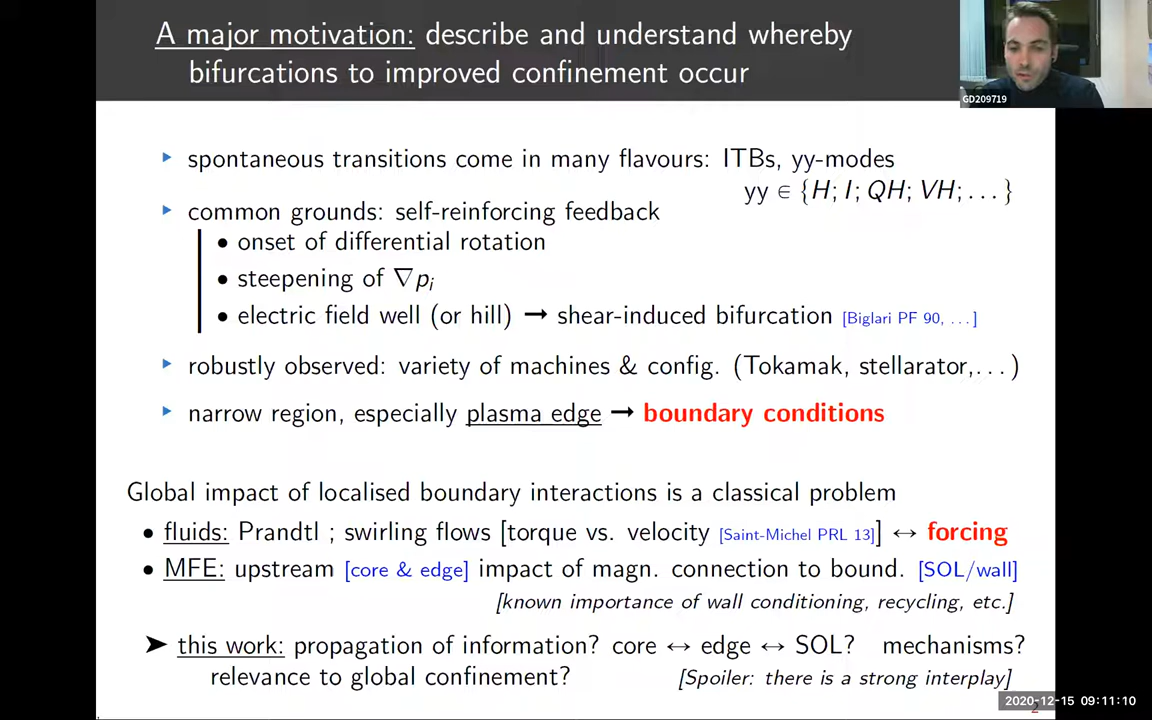 A major motivation: describe and understand whereby
bifurcations to improved confinement occur
GD209719
▸ spontaneous transitions come in many flavours: ITBs, yy-modes
yy ∈ {H; I; QH; VH; . . . }
▸ common grounds: self-reinforcing feedback
• onset of differential rotation
• steepening of ∇pᵢ
• electric field well (or hill) → shear-induced bifurcation [Biglari PF 90, . . . ]
▸ robustly observed: variety of machines & config. (Tokamak, stellarator,. . . )
▸ narrow region, especially plasma edge → boundary conditions
Global impact of localised boundary interactions is a classical problem
• fluids: Prandtl ; swirling flows [torque vs. velocity [Saint-Michel PRL 13]] ↔ forcing
• MFE: upstream [core & edge] impact of magn. connection to bound. [SOL/wall]
[known importance of wall conditioning, recycling, etc.]
➤ this work: propagation of information? core ↔ edge ↔ SOL? mechanisms?
relevance to global confinement? [Spoiler: there is a strong interplay]
2020-12-15 09:11:10
2